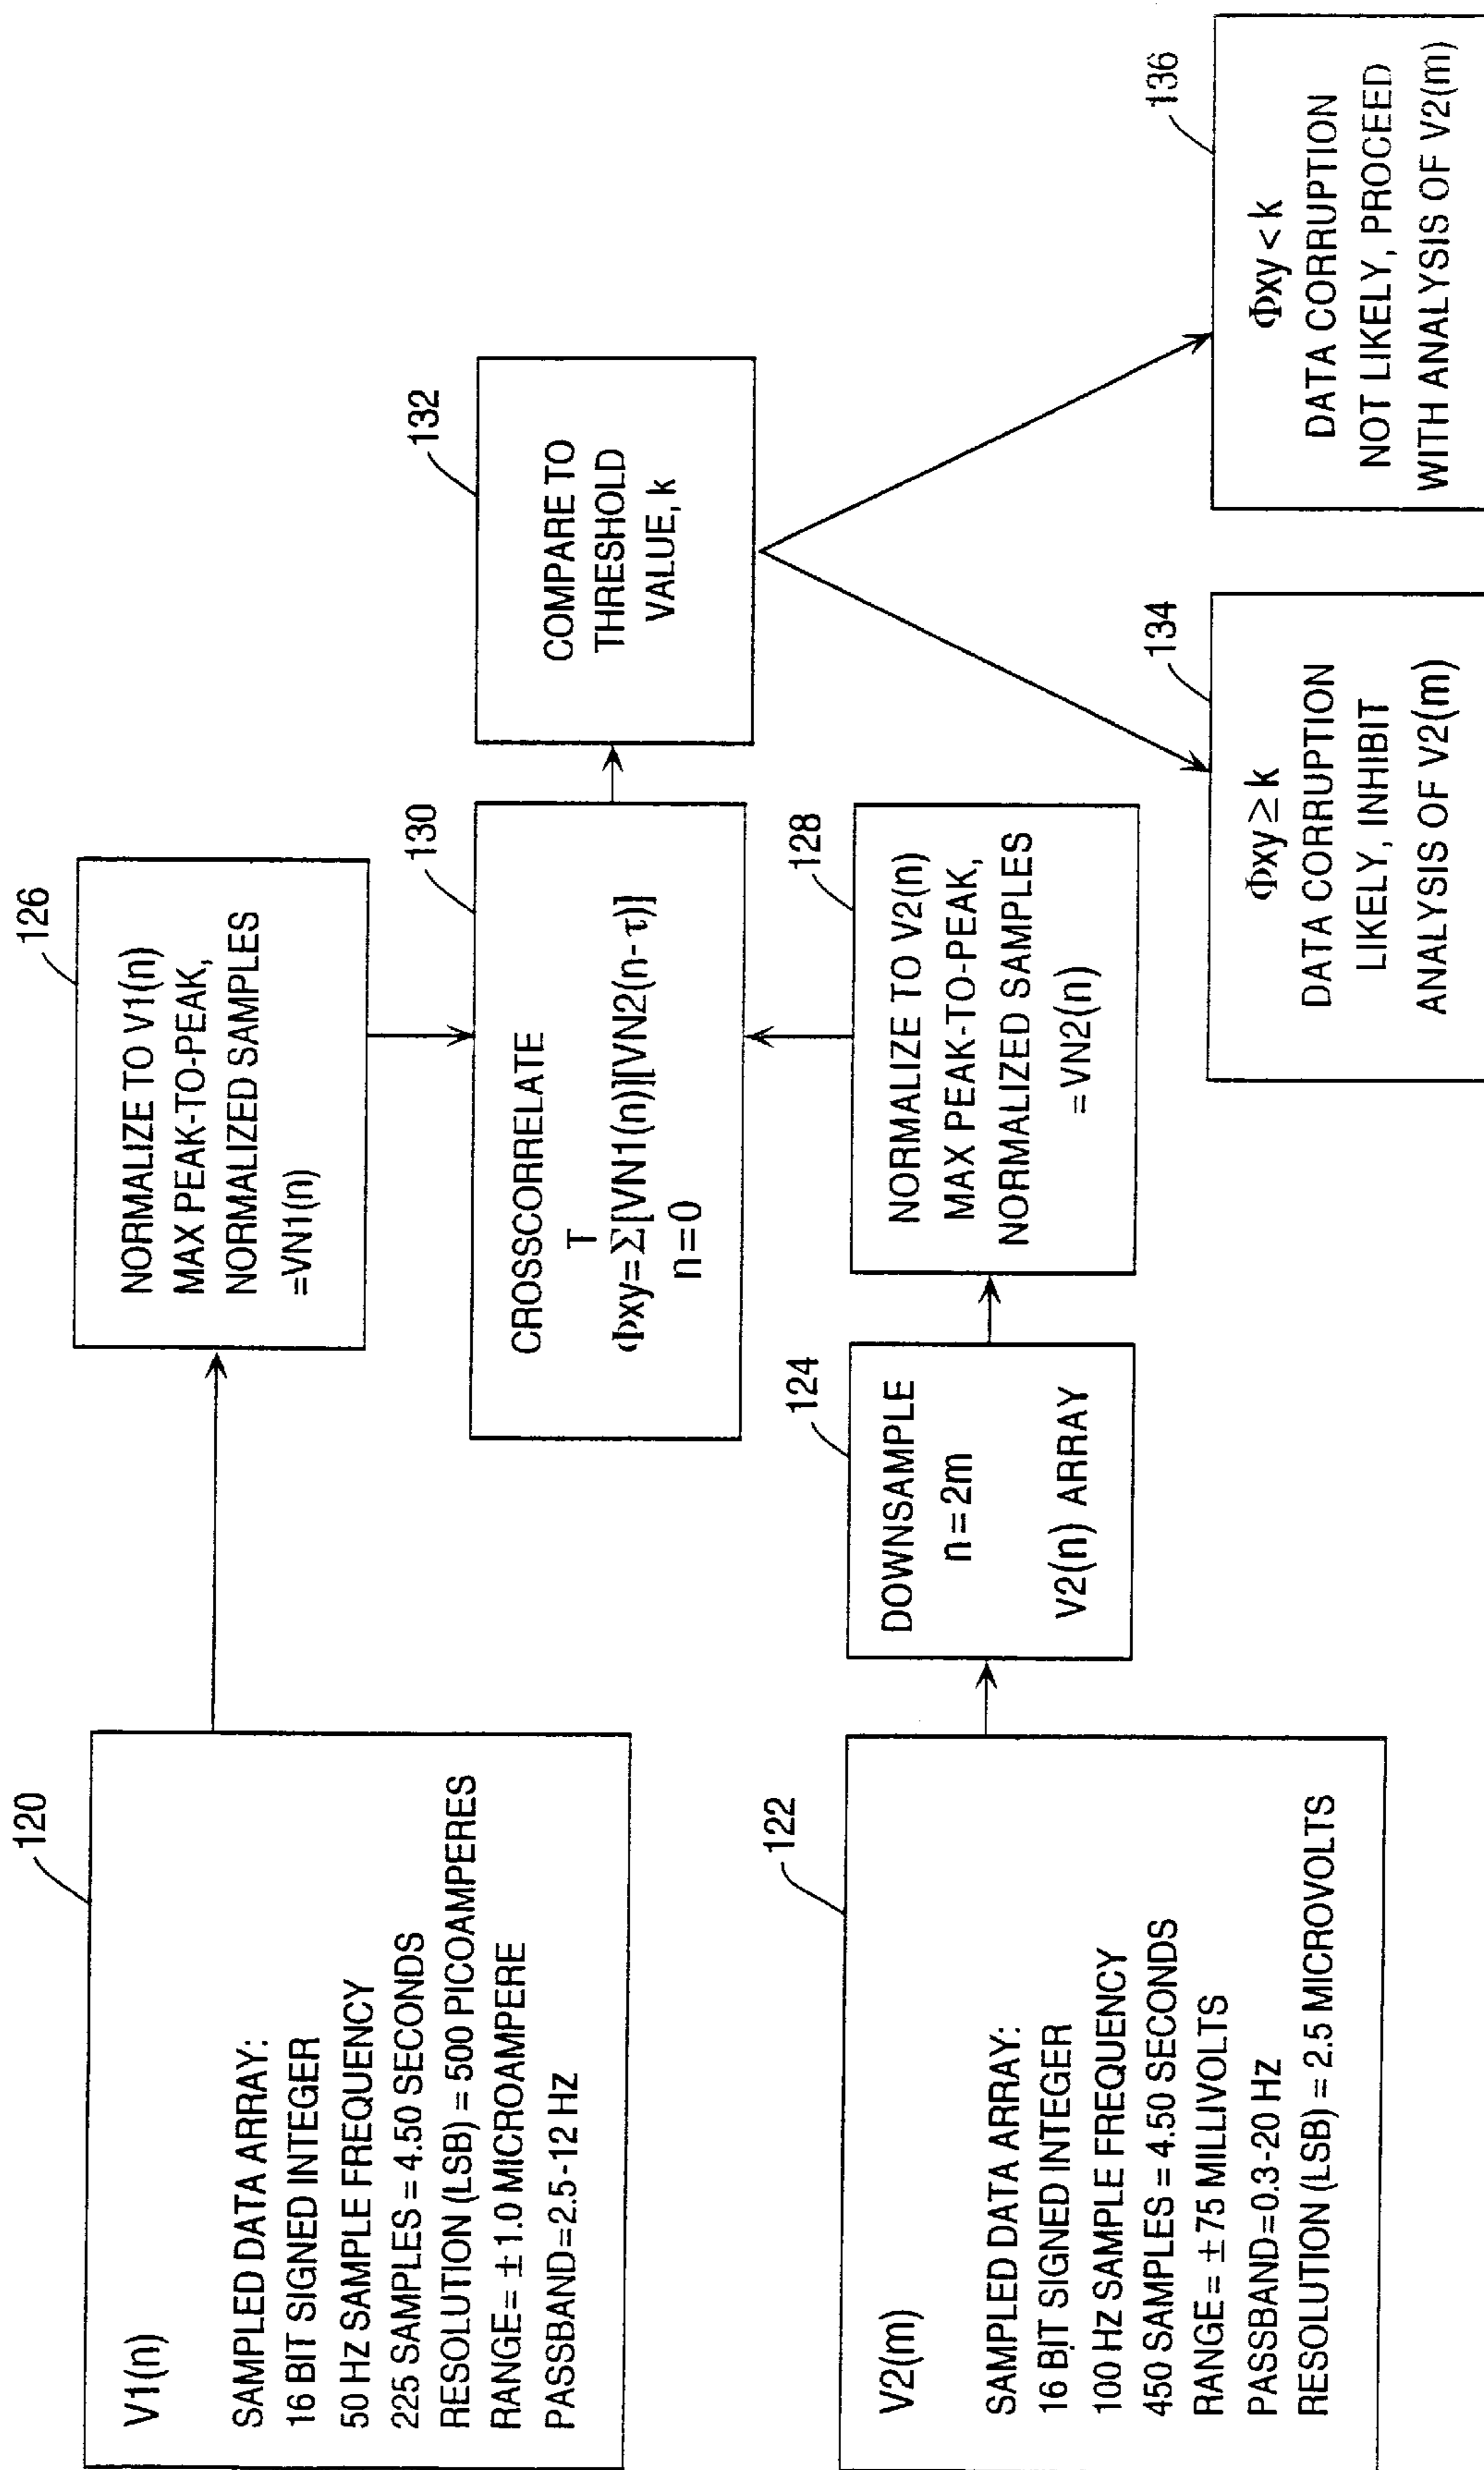 120
V1(n)
SAMPLED DATA ARRAY:
16 BIT SIGNED INTEGER
50 HZ SAMPLE FREQUENCY
225 SAMPLES = 4.50 SECONDS
RESOLUTION (LSB) = 500 PICOAMPERES
RANGE= ± 1.0 MICROAMPERE
PASSBAND=2.5-12 Hz
126
NORMALIZE TO V1(n)
MAX PEAK-TO-PEAK,
NORMALIZED SAMPLES
=VN1(n)
122
V2(m)
SAMPLED DATA ARRAY:
16 BIT SIGNED INTEGER
100 HZ SAMPLE FREQUENCY
450 SAMPLES = 4.50 SECONDS
RANGE= ± 75 MILLIVOLTS
PASSBAND=0.3-20 Hz
RESOLUTION (LSB) = 2.5 MICROVOLTS
124
DOWNSAMPLE
n=2m
V2(n) ARRAY
128
NORMALIZE TO V2(n)
MAX PEAK-TO-PEAK,
NORMALIZED SAMPLES
=VN2(n)
130
CROSSCORRELATE
T
Φxy=Σ[VN1(n)][VN2(n-τ)]
n=0
132
COMPARE TO
THRESHOLD
VALUE, k
134
Φxy ≥ k
DATA CORRUPTION
LIKELY, INHIBIT
ANALYSIS OF V2(m)
136
Φxy < k
DATA CORRUPTION
NOT LIKELY, PROCEED
WITH ANALYSIS OF V2(m)